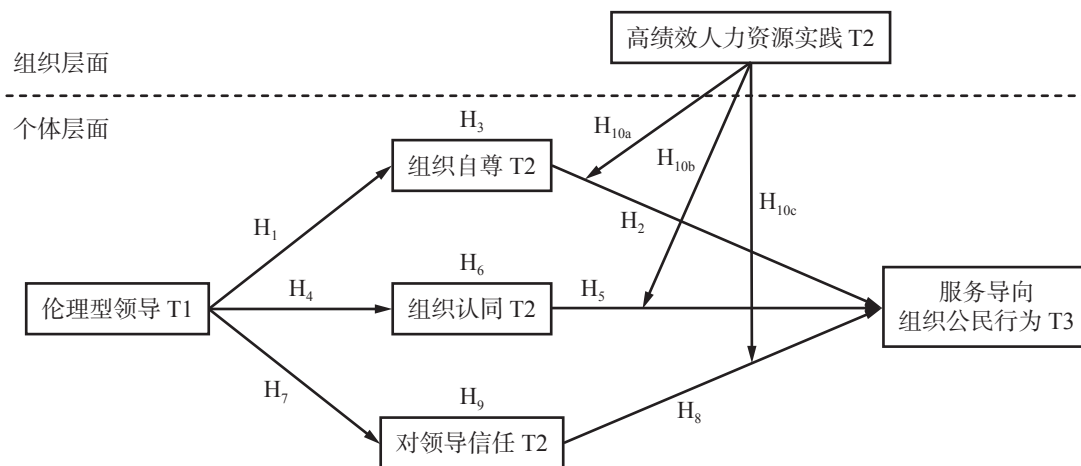 高绩效人力资源实践 T2
组织层面
个体层面
H3
H10a
组织自尊 T2
H10b
H10c
H1
H2
H6
伦理型领导 T1
H4
组织认同 T2
H5
服务导向
组织公民行为 T3
H7
H9
对领导信任 T2
H8